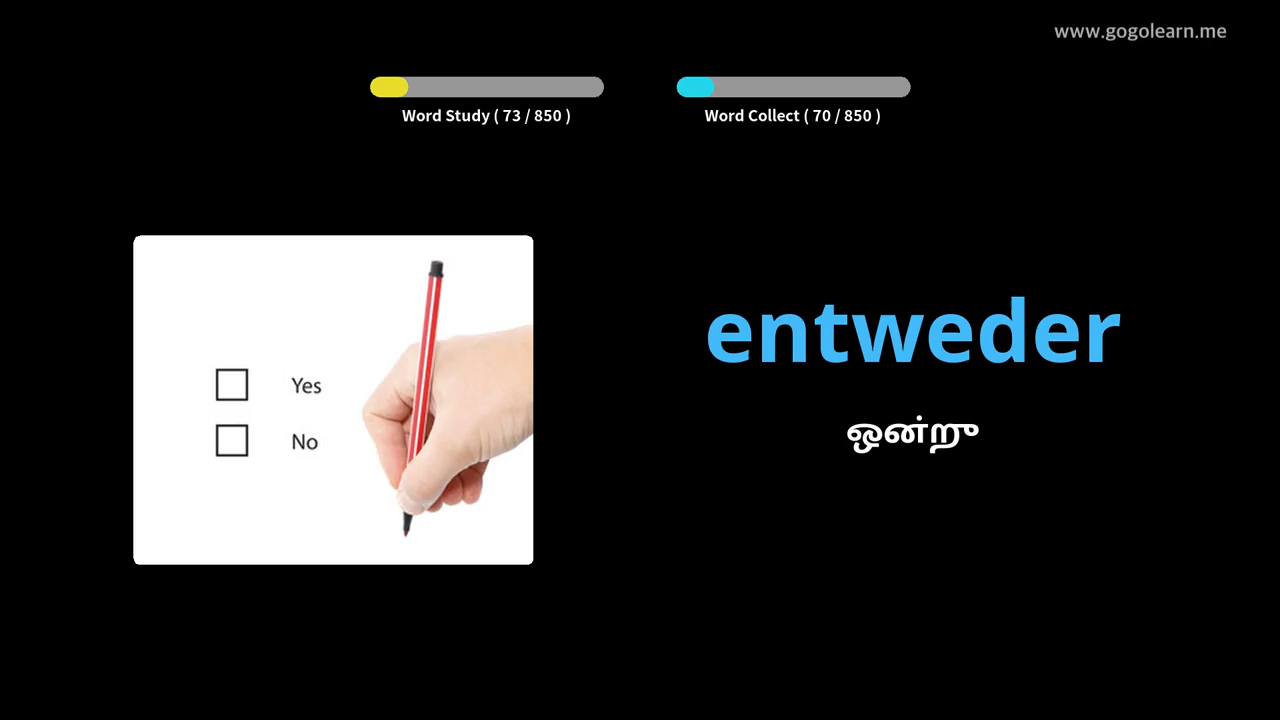 www.gogolearn.me
Word Study ( 73 / 850 )
Word Collect ( 70 / 850 )
Yes
No
entweder
ஒன்று